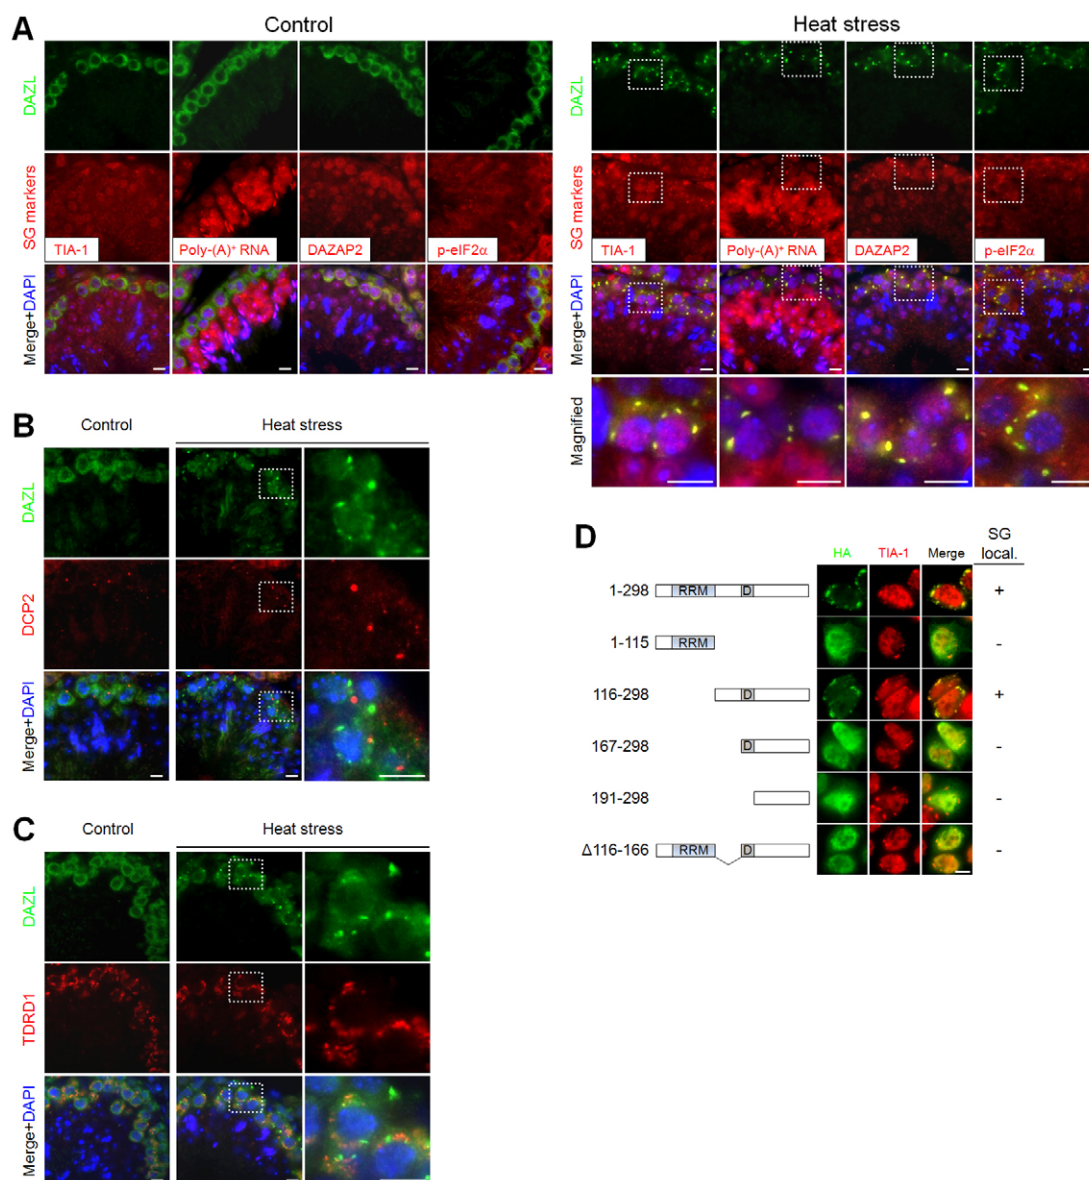 A
Control
Heat stress
DAZL
SG markers
Merge+DAPI
TIA-1
Poly-(A)⁺ RNA
DAZAP2
p-eIF2α
TIA-1
Poly-(A)⁺ RNA
DAZAP2
p-eIF2α
Magnified
B
Control
Heat stress
DAZL
DCP2
Merge+DAPI
C
Control
Heat stress
DAZL
TDRD1
Merge+DAPI
D
HA
TIA-1
Merge
SG
local.
1-298
RRM
D
+
1-115
RRM
-
116-298
D
+
167-298
D
-
191-298
-
Δ116-166
RRM
D
-